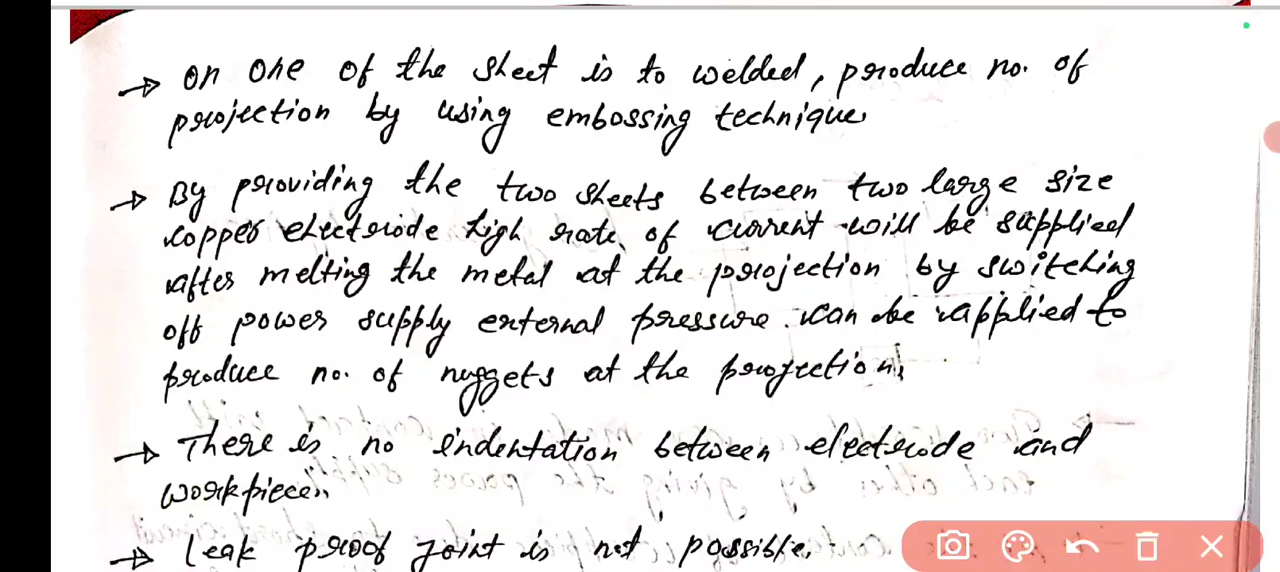 → on one of the sheet is to welded, produce no. of
projection by using embossing technique.
→ By providing the two sheets between two large size
copper electrode high rate of current will be supplied
after melting the metal at the projection by switching
off power supply external pressure can be applied to
produce no. of nuggets at the projection.
→ There is no indentation between electrode and
workpiece.
→ Leak proof joint is not possible.